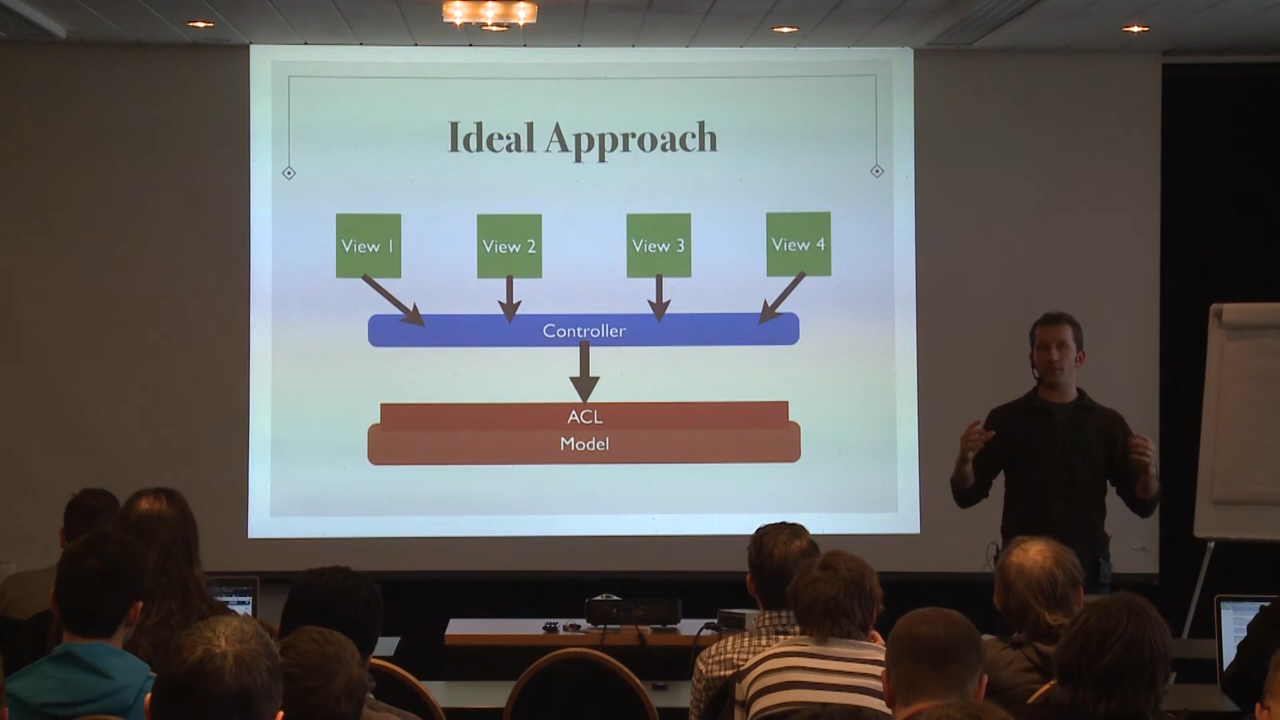 Ideal Approach
View 1
View 2
View 3
View 4
Controller
ACL
Model